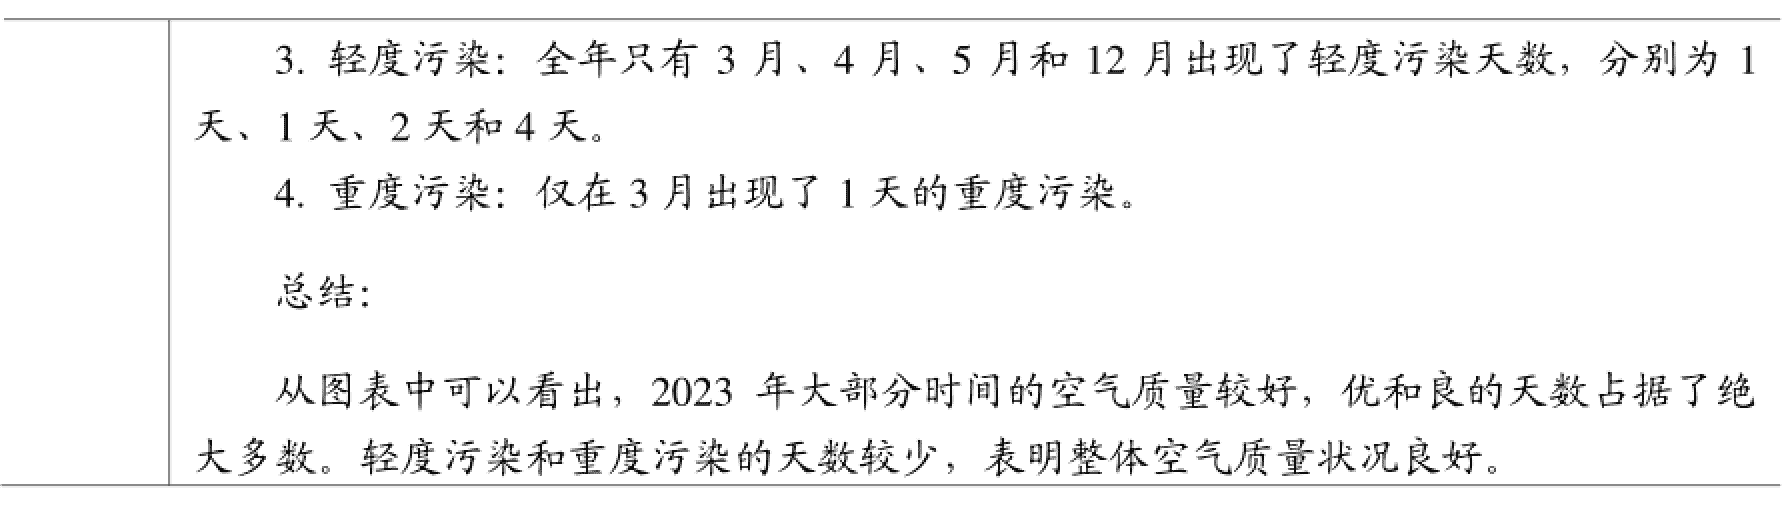 3. 轻度污染：全年只有 3 月、4 月、5 月和 12 月出现了轻度污染天数，分别为 1
天、1 天、2 天和 4 天。
4. 重度污染：仅在 3 月出现了 1 天的重度污染。
总结：
从图表中可以看出，2023 年大部分时间的空气质量较好，优和良的天数占据了绝
大多数。轻度污染和重度污染的天数较少，表明整体空气质量状况良好。